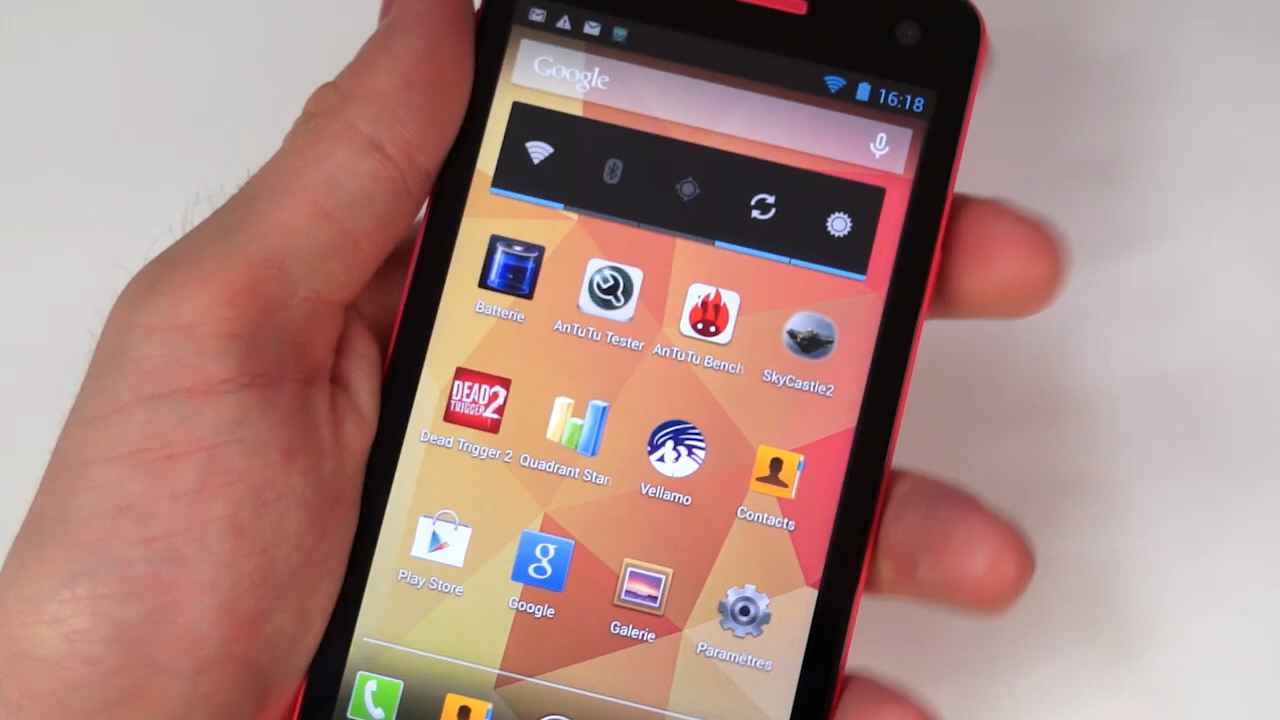 16:18
Google
Batterie
AnTuTu Tester
AnTuTu Bench
SkyCastle2
DEAD
TRIGGER 2
Dead Trigger 2
Quadrant Stan
Vellamo
Contacts
Play Store
g
Google
Galerie
Paramètres